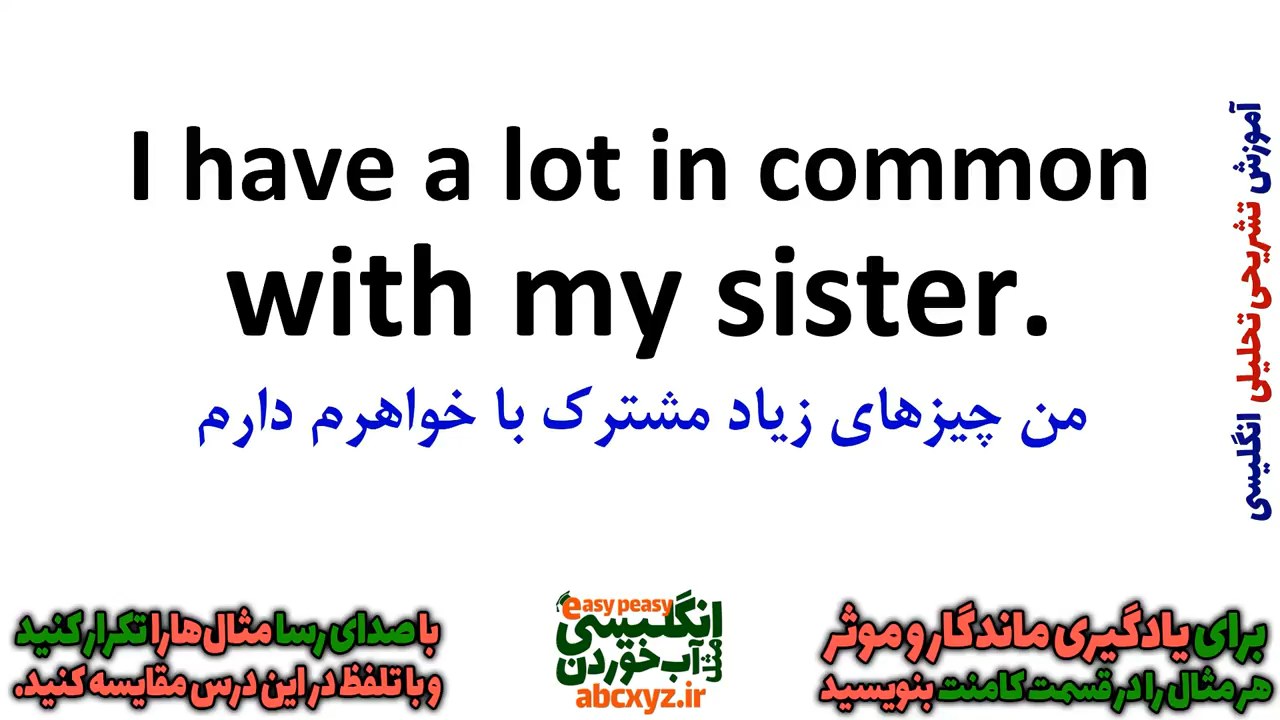 I have a lot in common
with my sister.
من چیزهای زیاد مشترک با خواهرم دارم
آموزش تشریحی تحلیلی انگلیسی
برای یادگیری ماندگار و موثر
هر مثال را در قسمت کامنت بنویسید
easy peasy
انگلیسی
مثل آب خوردن
abcxyz.ir
با صدای رسا مثال‌ها را تکرار کنید
و با تلفظ در این درس مقایسه کنید.